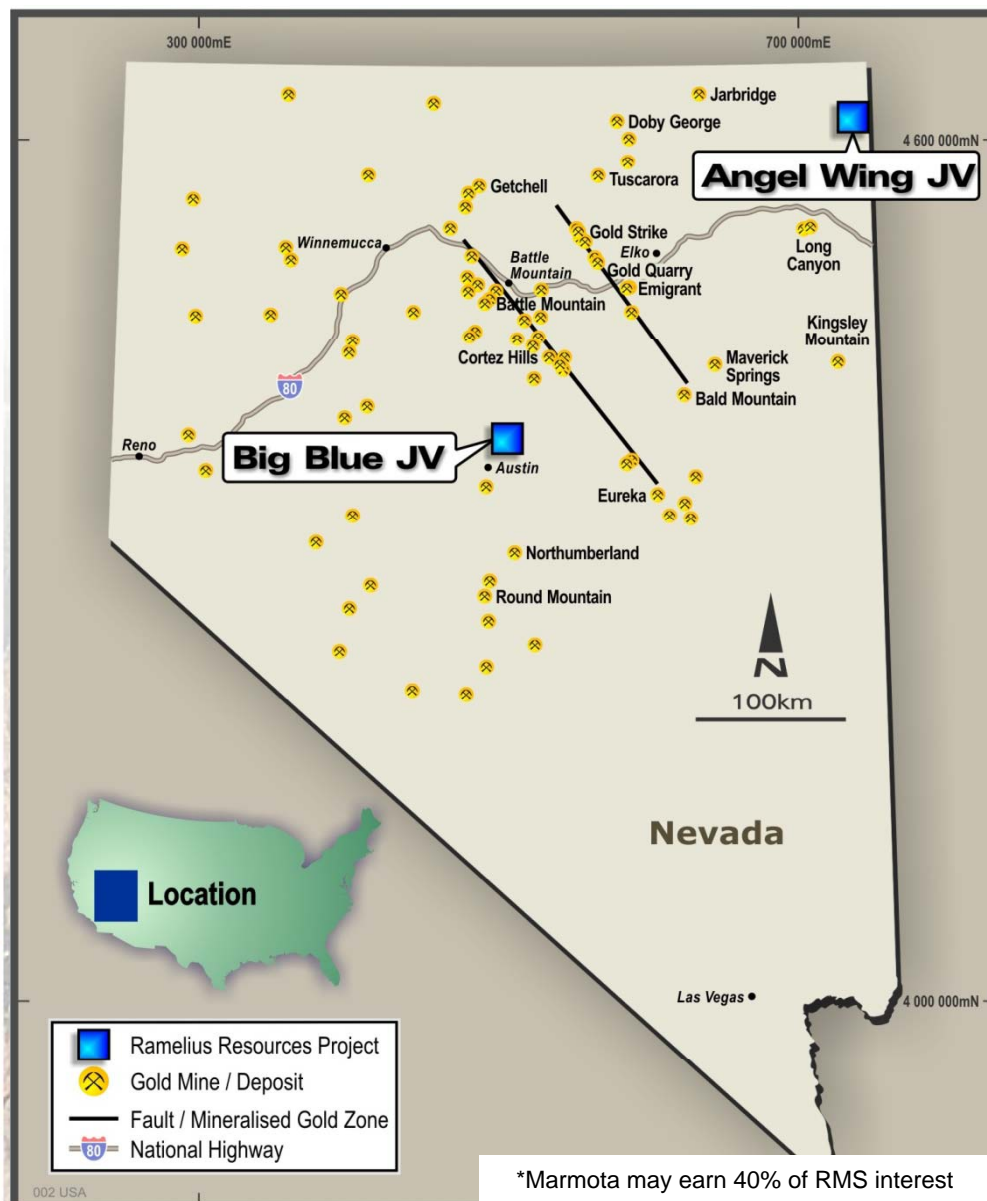 300 000mE
700 000mE
Jarbridge
Doby George
4 600 000mN
Angel Wing JV
Tuscarora
Getchell
Gold Strike
Winnemucca
Elko
Long
Canyon
Battle
Mountain
Gold Quarry
Emigrant
Battle Mountain
Kingsley
Mountain
Cortez Hills
Maverick
Springs
80
Bald Mountain
Reno
Big Blue JV
Austin
Eureka
Northumberland
Round Mountain
N
100km
Nevada
Location
Las Vegas
4 000 000mN
Ramelius Resources Project
Gold Mine / Deposit
Fault / Mineralised Gold Zone
80 National Highway
002 USA
*Marmota may earn 40% of RMS interest